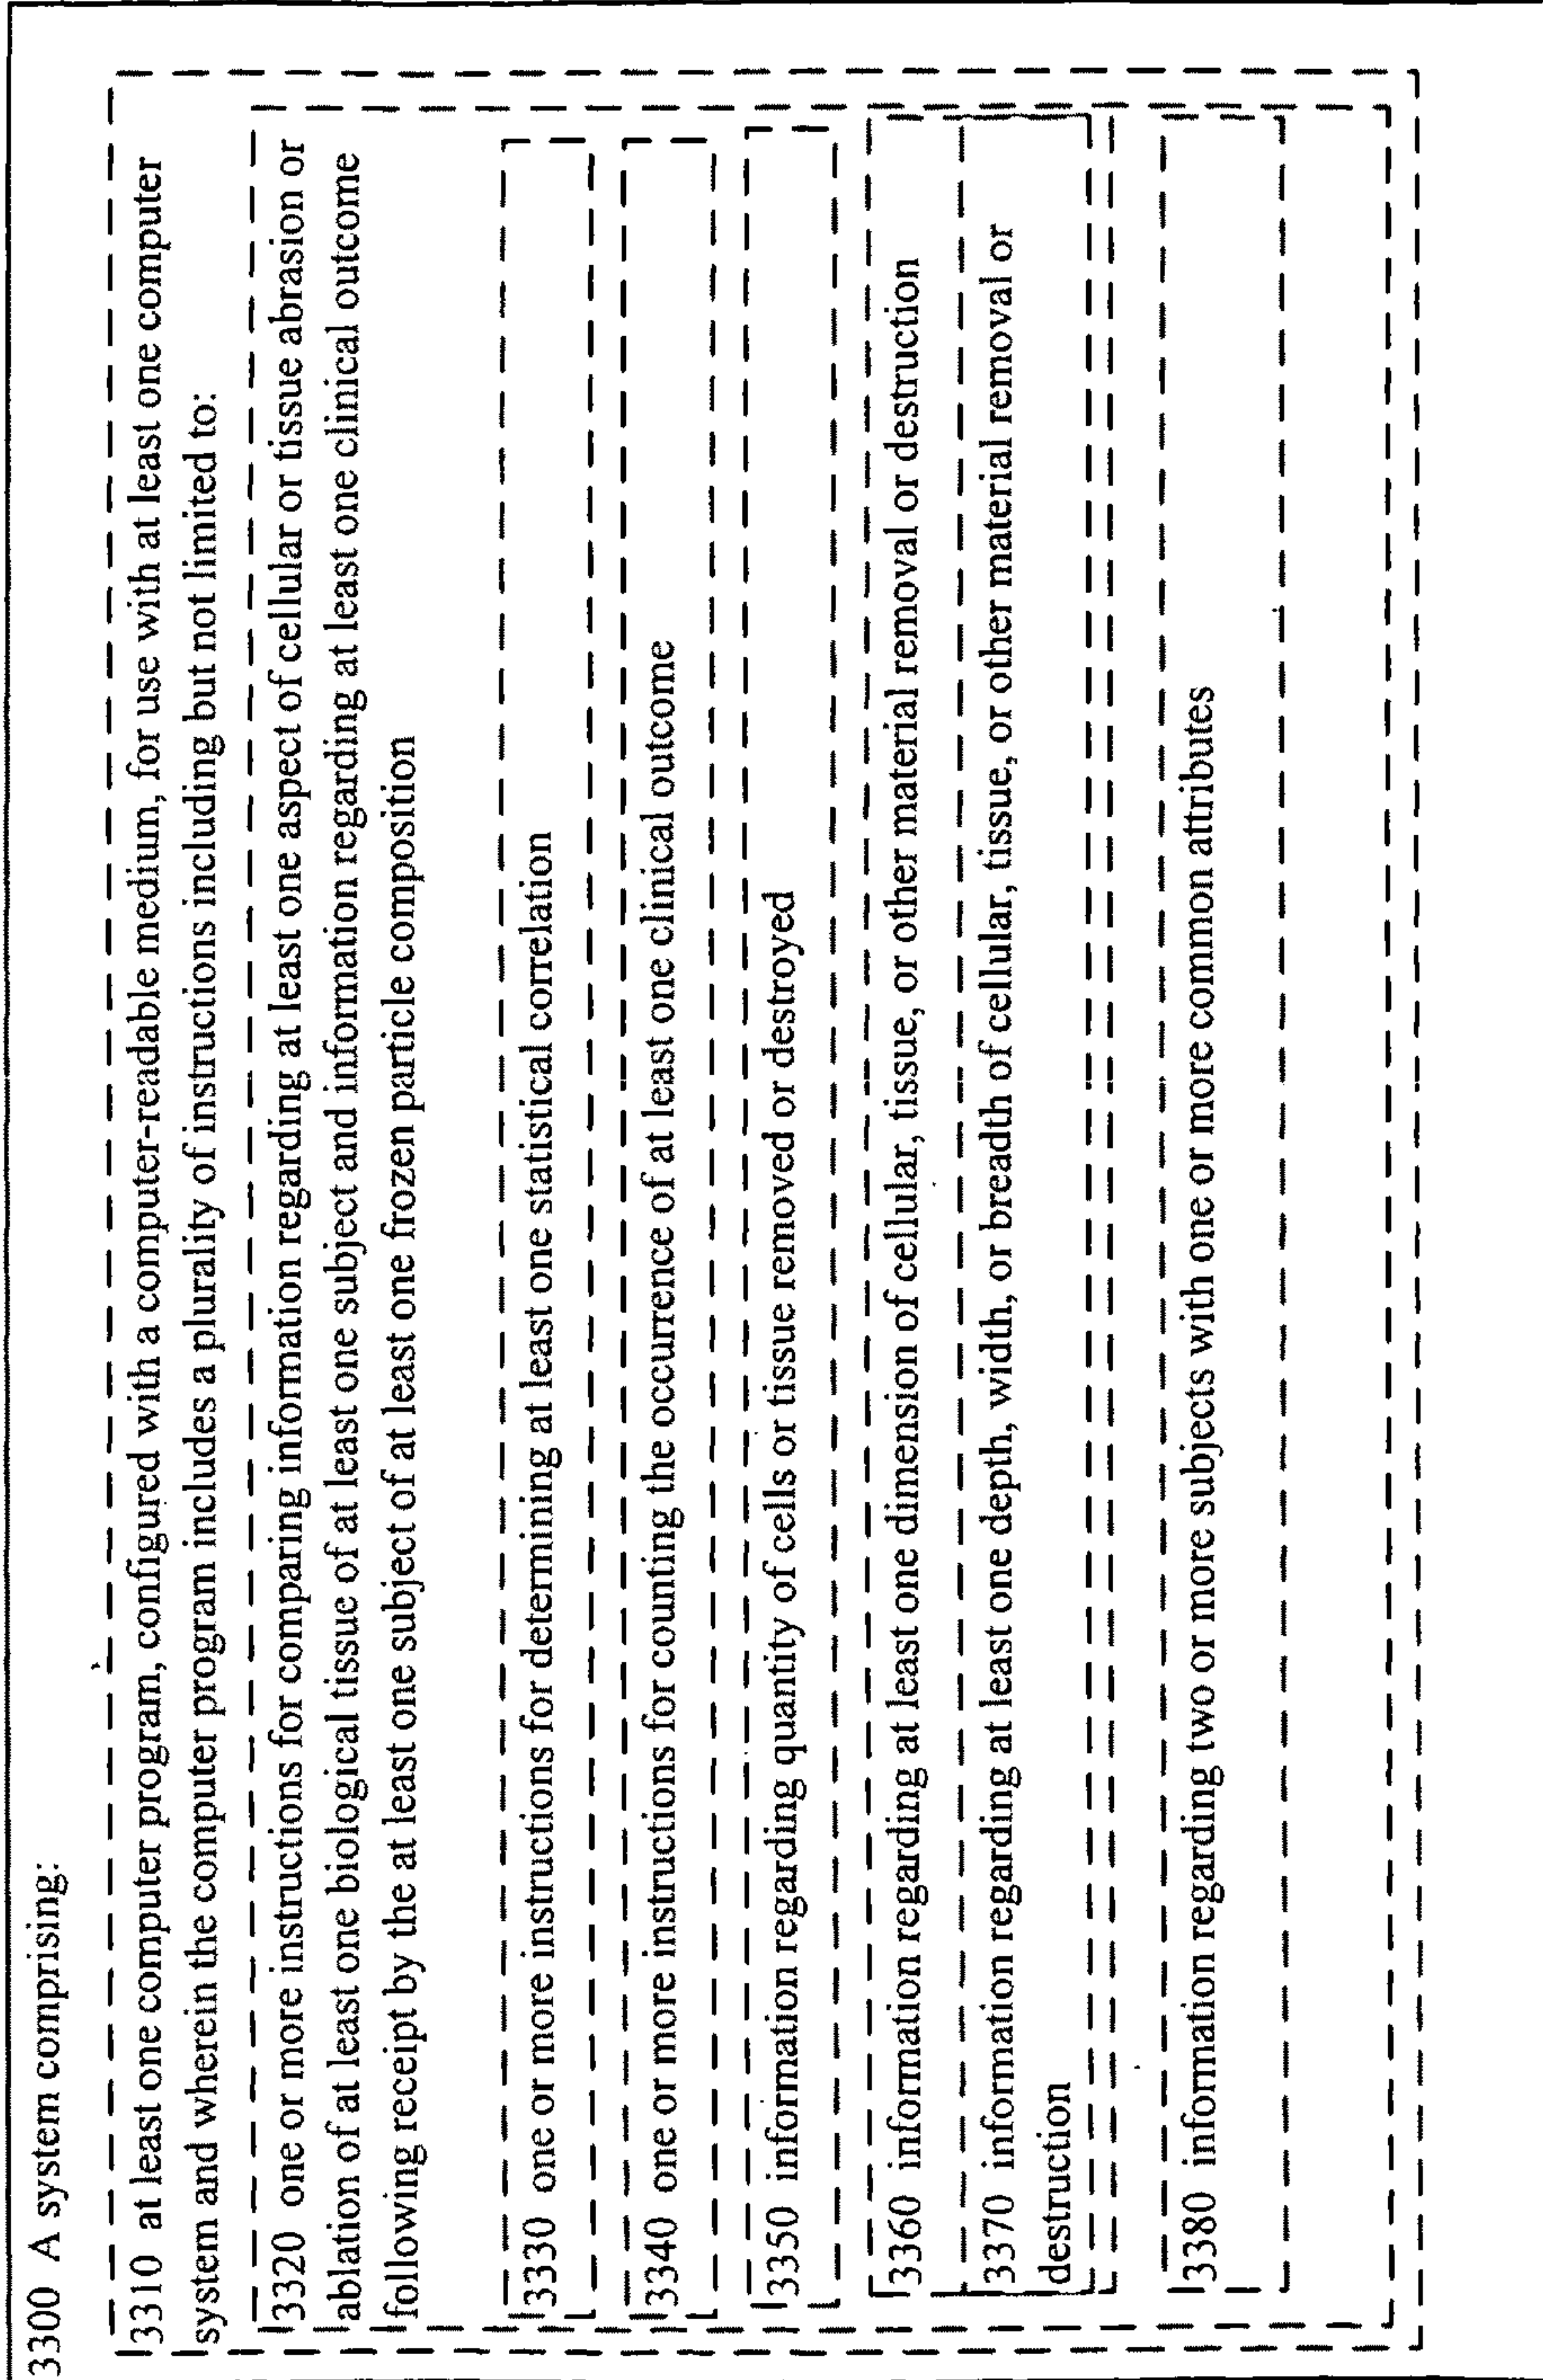 3300 A system comprising:
3310 at least one computer program, configured with a computer-readable medium, for use with at least one computer
system and wherein the computer program includes a plurality of instructions including but not limited to:
3320 one or more instructions for comparing information regarding at least one aspect of cellular or tissue abrasion or
ablation of at least one biological tissue of at least one subject and information regarding at least one clinical outcome
following receipt by the at least one subject of at least one frozen particle composition
3330 one or more instructions for determining at least one statistical correlation
3340 one or more instructions for counting the occurrence of at least one clinical outcome
3350 information regarding quantity of cells or tissue removed or destroyed
3360 information regarding at least one dimension of cellular, tissue, or other material removal or destruction
3370 information regarding at least one depth, width, or breadth of cellular, tissue, or other material removal or
destruction
3380 information regarding two or more subjects with one or more common attributes